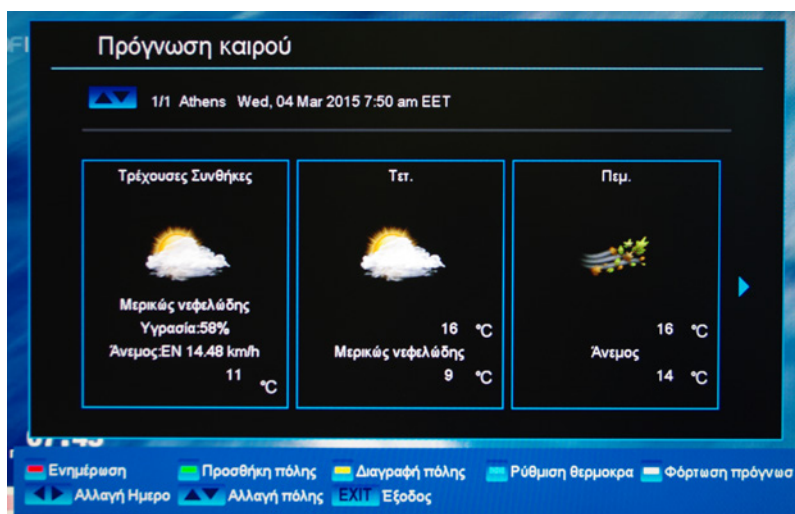 Πρόγνωση καιρού
1/1 Athens Wed, 04 Mar 2015 7:50 am EET
Τρέχουσες Συνθήκες
Μερικώς νεφελώδης
Υγρασία:58%
Άνεμος:EN 14.48 km/h
11 °C
Τετ.
16 °C
Μερικώς νεφελώδης
9 °C
Πεμ.
16 °C
Άνεμος
14 °C
Ενημέρωση Προσθήκη πόλης Διαγραφή πόλης Ρύθμιση θερμοκρα Φόρτωση πρόγνωσ
Αλλαγή Ημερο Αλλαγή πόλης EXIT Έξοδος